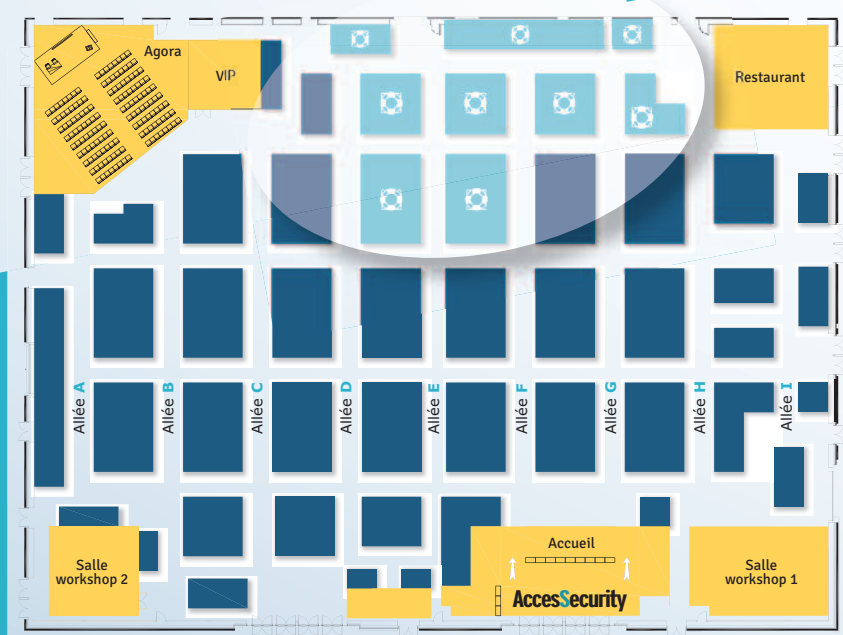 Agora
VIP
Restaurant
Allée A
Allée B
Allée C
Allée D
Allée E
Allée F
Allée G
Allée H
Allée I
Salle
workshop 2
Accueil
AccesSecurity
Salle
workshop 1